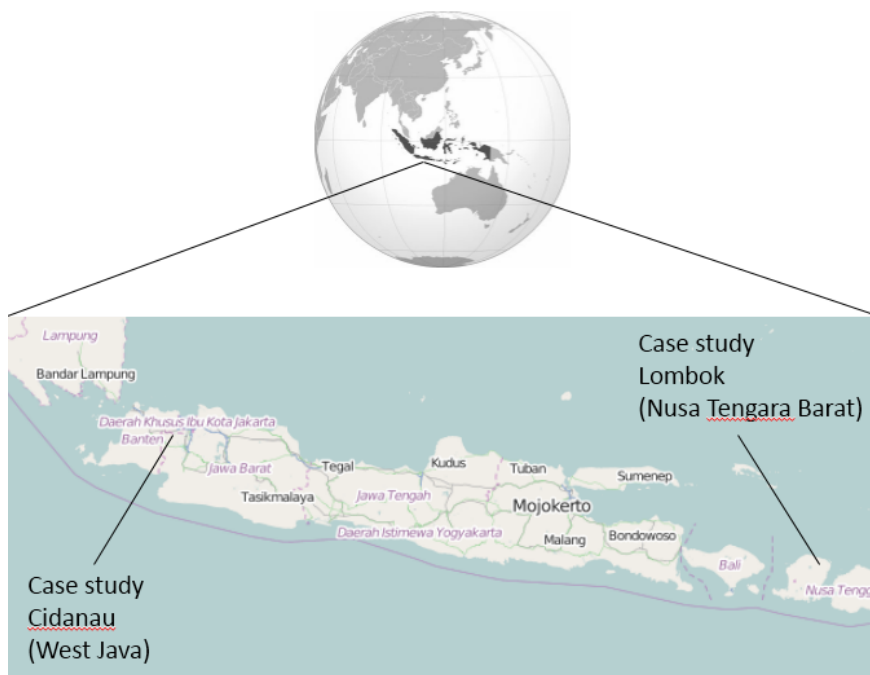 Case study
Lombok
(Nusa Tengara Barat)
Lampung
Bandar Lampung
Daerah Khusus Ibu Kota Jakarta
Banten
Jawa Barat
Tegal
Kudus
Tuban
Sumenep
Tasikmalaya
Jawa Tengah
Mojokerto
Daerah Istimewa Yogyakarta
Malang
Bondowoso
Bali
Nusa Tengg
Case study
Cidanau
(West Java)